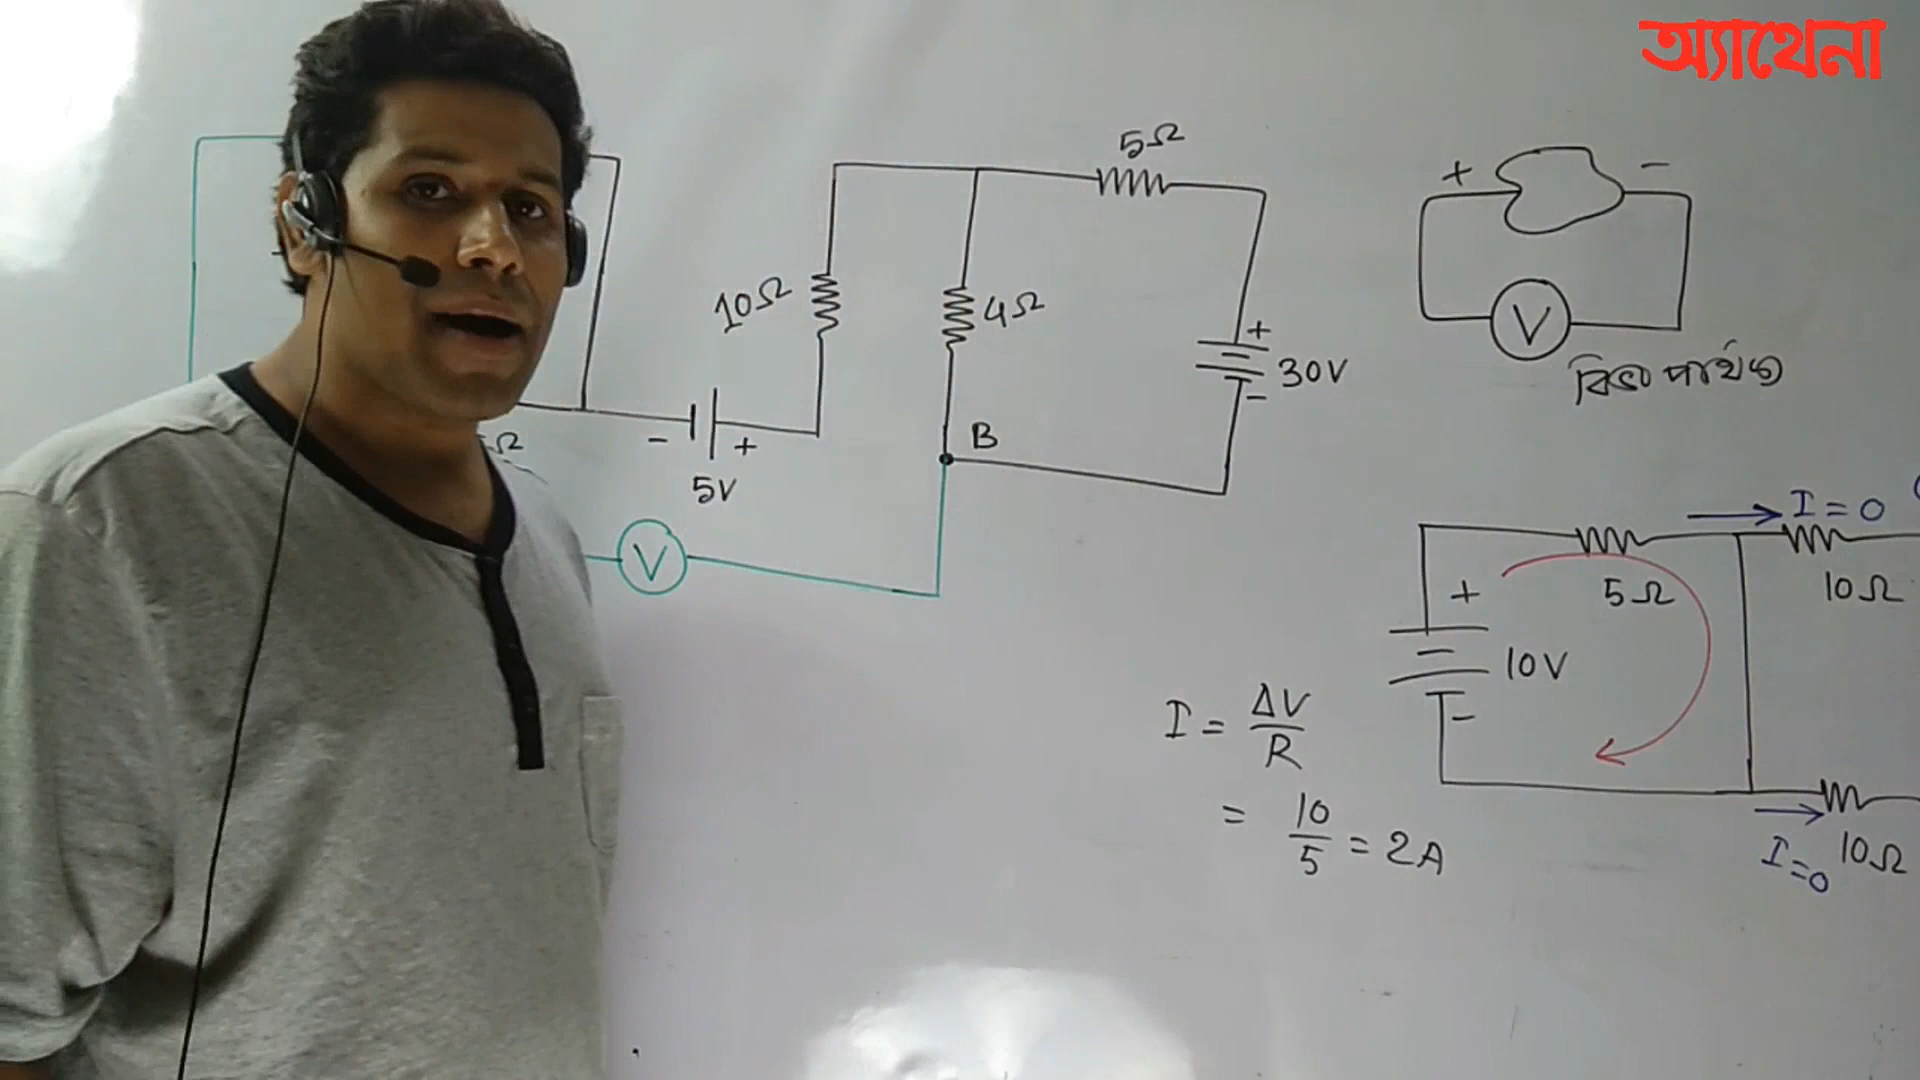 অ্যাথেনা
5Ω
+ -
10Ω
4Ω
V
+
30V
-
বিভব পার্থক্য
B
Ω
- +
5V
V
I = 0
+
5Ω
10Ω
10V
-
I = ΔV/R
= 10/5 = 2A
I=0
10Ω